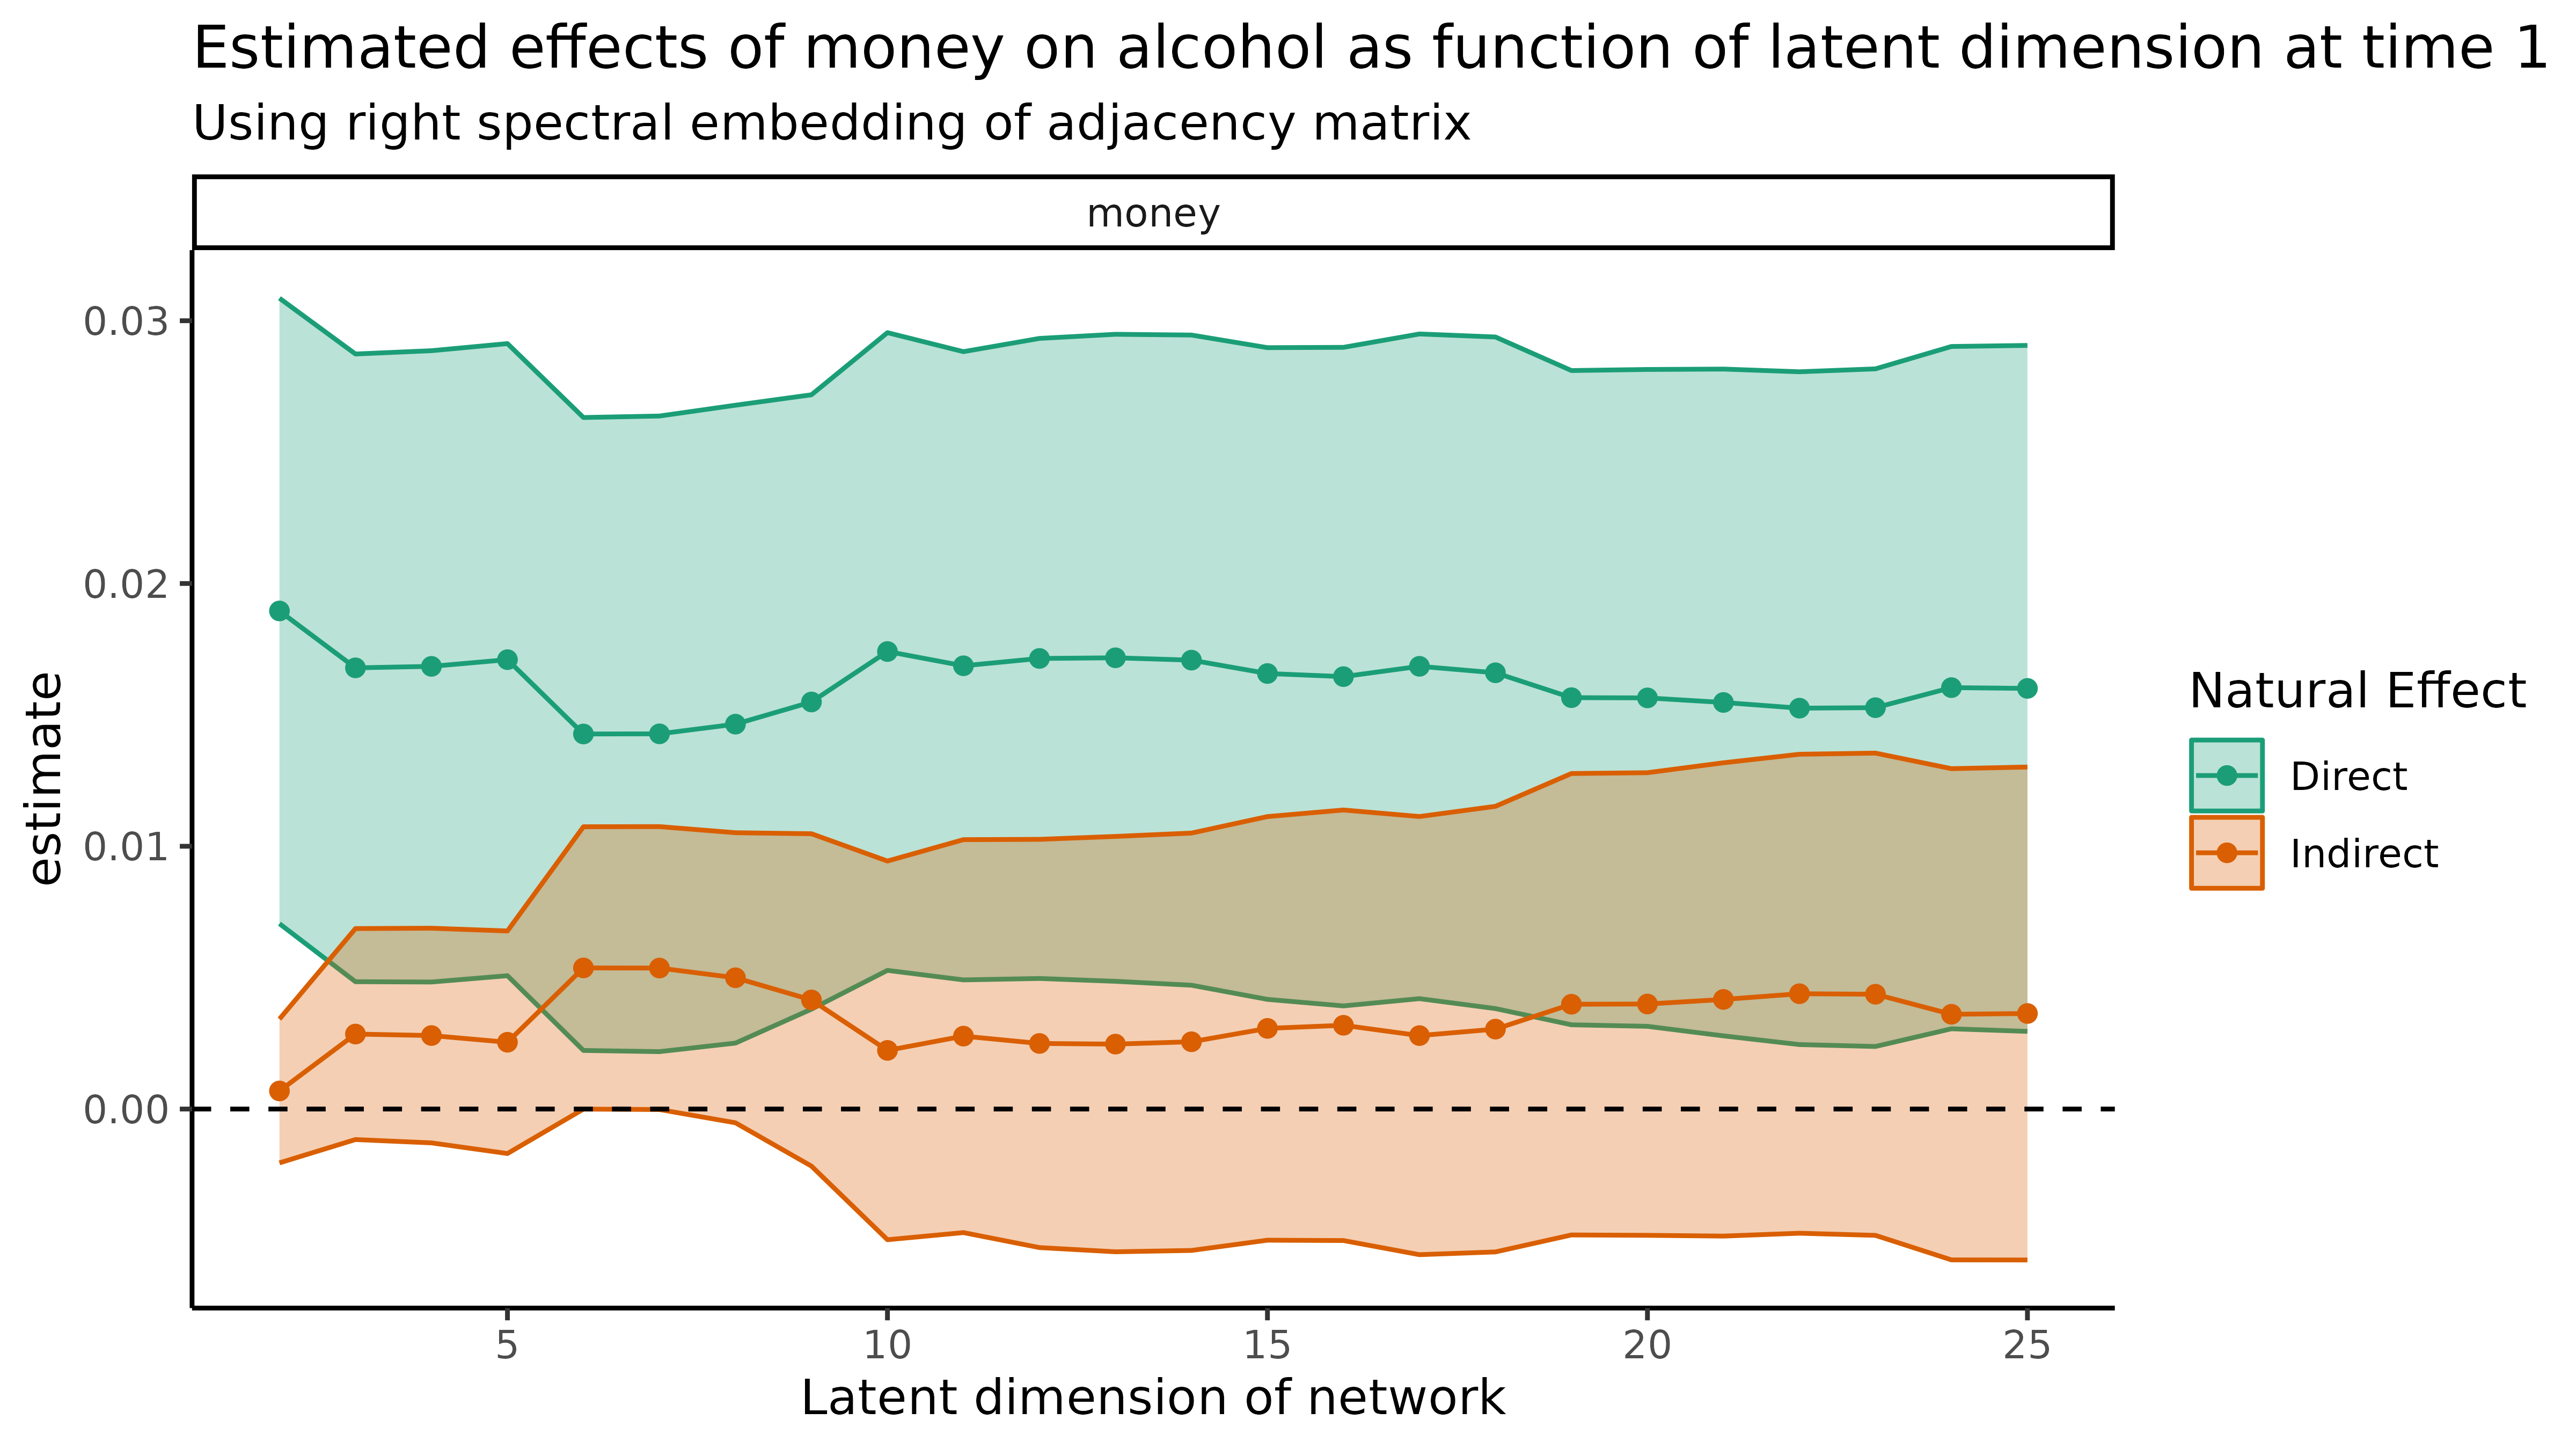 Estimated effects of money on alcohol as function of latent dimension at time 1
Using right spectral embedding of adjacency matrix
money
0.03
0.02
0.01
0.00
estimate
5 10 15 20 25
Latent dimension of network
Natural Effect
Direct
Indirect